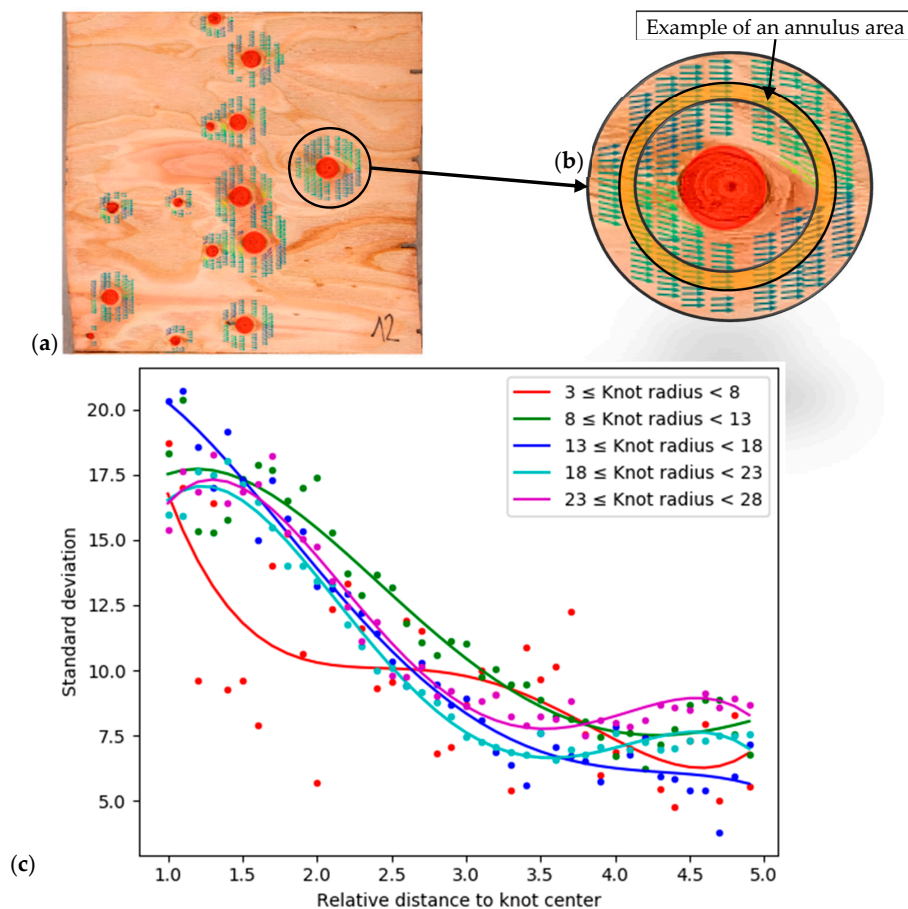 Example of an annulus area
(b)
12
(a)
20.0
17.5
15.0
12.5
10.0
7.5
5.0
Standard deviation
3 ≤ Knot radius < 8
8 ≤ Knot radius < 13
13 ≤ Knot radius < 18
18 ≤ Knot radius < 23
23 ≤ Knot radius < 28
(c)
1.0 1.5 2.0 2.5 3.0 3.5 4.0 4.5 5.0
Relative distance to knot center